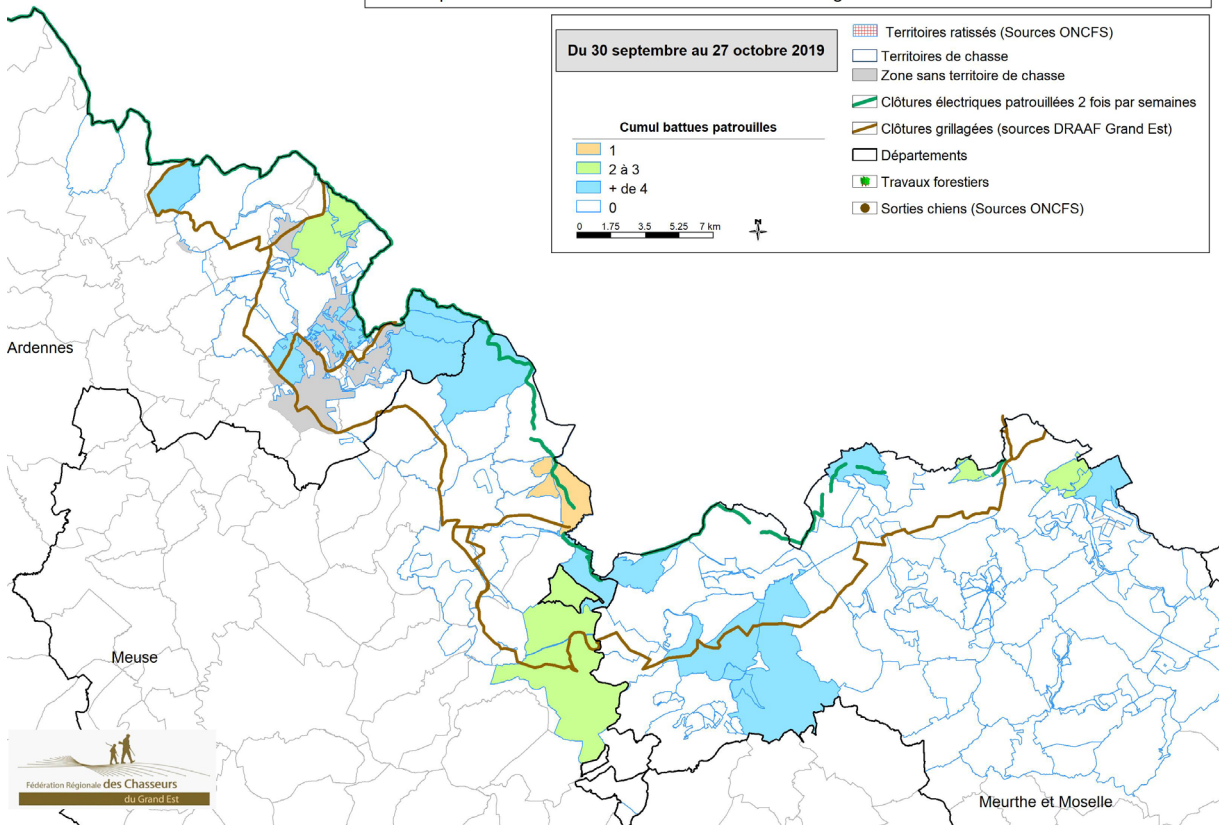 Du 30 septembre au 27 octobre 2019
Territoires ratissés (Sources ONCFS)
Territoires de chasse
Zone sans territoire de chasse
Clôtures électriques patrouillées 2 fois par semaines
Clôtures grillagées (sources DRAAF Grand Est)
Départements
Travaux forestiers
Sorties chiens (Sources ONCFS)
Cumul battues patrouilles
1
2 à 3
+ de 4
0
0 1.75 3.5 5.25 7 km
N
Ardennes
Meuse
Meurthe et Moselle
Fédération Régionale des Chasseurs
du Grand Est